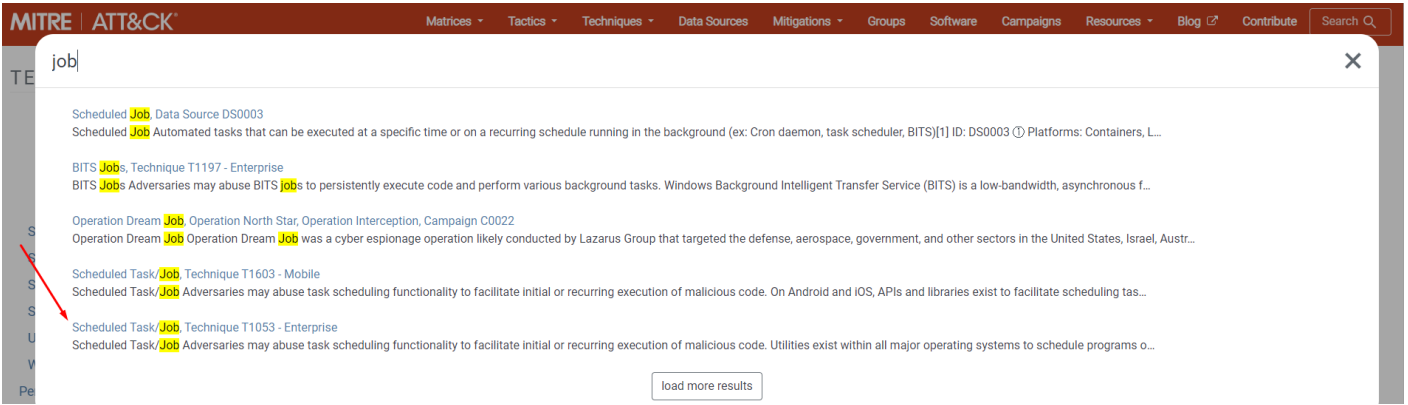 MITRE | ATT&CK® Matrices Tactics Techniques Data Sources Mitigations Groups Software Campaigns Resources Blog Contribute Search
TE
job
Scheduled Job, Data Source DS0003
Scheduled Job Automated tasks that can be executed at a specific time or on a recurring schedule running in the background (ex: Cron daemon, task scheduler, BITS)[1] ID: DS0003 ⓘ Platforms: Containers, L...
BITS Jobs, Technique T1197 - Enterprise
BITS Jobs Adversaries may abuse BITS jobs to persistently execute code and perform various background tasks. Windows Background Intelligent Transfer Service (BITS) is a low-bandwidth, asynchronous f...
Operation Dream Job, Operation North Star, Operation Interception, Campaign C0022
Operation Dream Job Operation Dream Job was a cyber espionage operation likely conducted by Lazarus Group that targeted the defense, aerospace, government, and other sectors in the United States, Israel, Austr...
Scheduled Task/Job, Technique T1603 - Mobile
Scheduled Task/Job Adversaries may abuse task scheduling functionality to facilitate initial or recurring execution of malicious code. On Android and iOS, APIs and libraries exist to facilitate scheduling tas...
Scheduled Task/Job, Technique T1053 - Enterprise
Scheduled Task/Job Adversaries may abuse task scheduling functionality to facilitate initial or recurring execution of malicious code. Utilities exist within all major operating systems to schedule programs o...
Pe
load more results